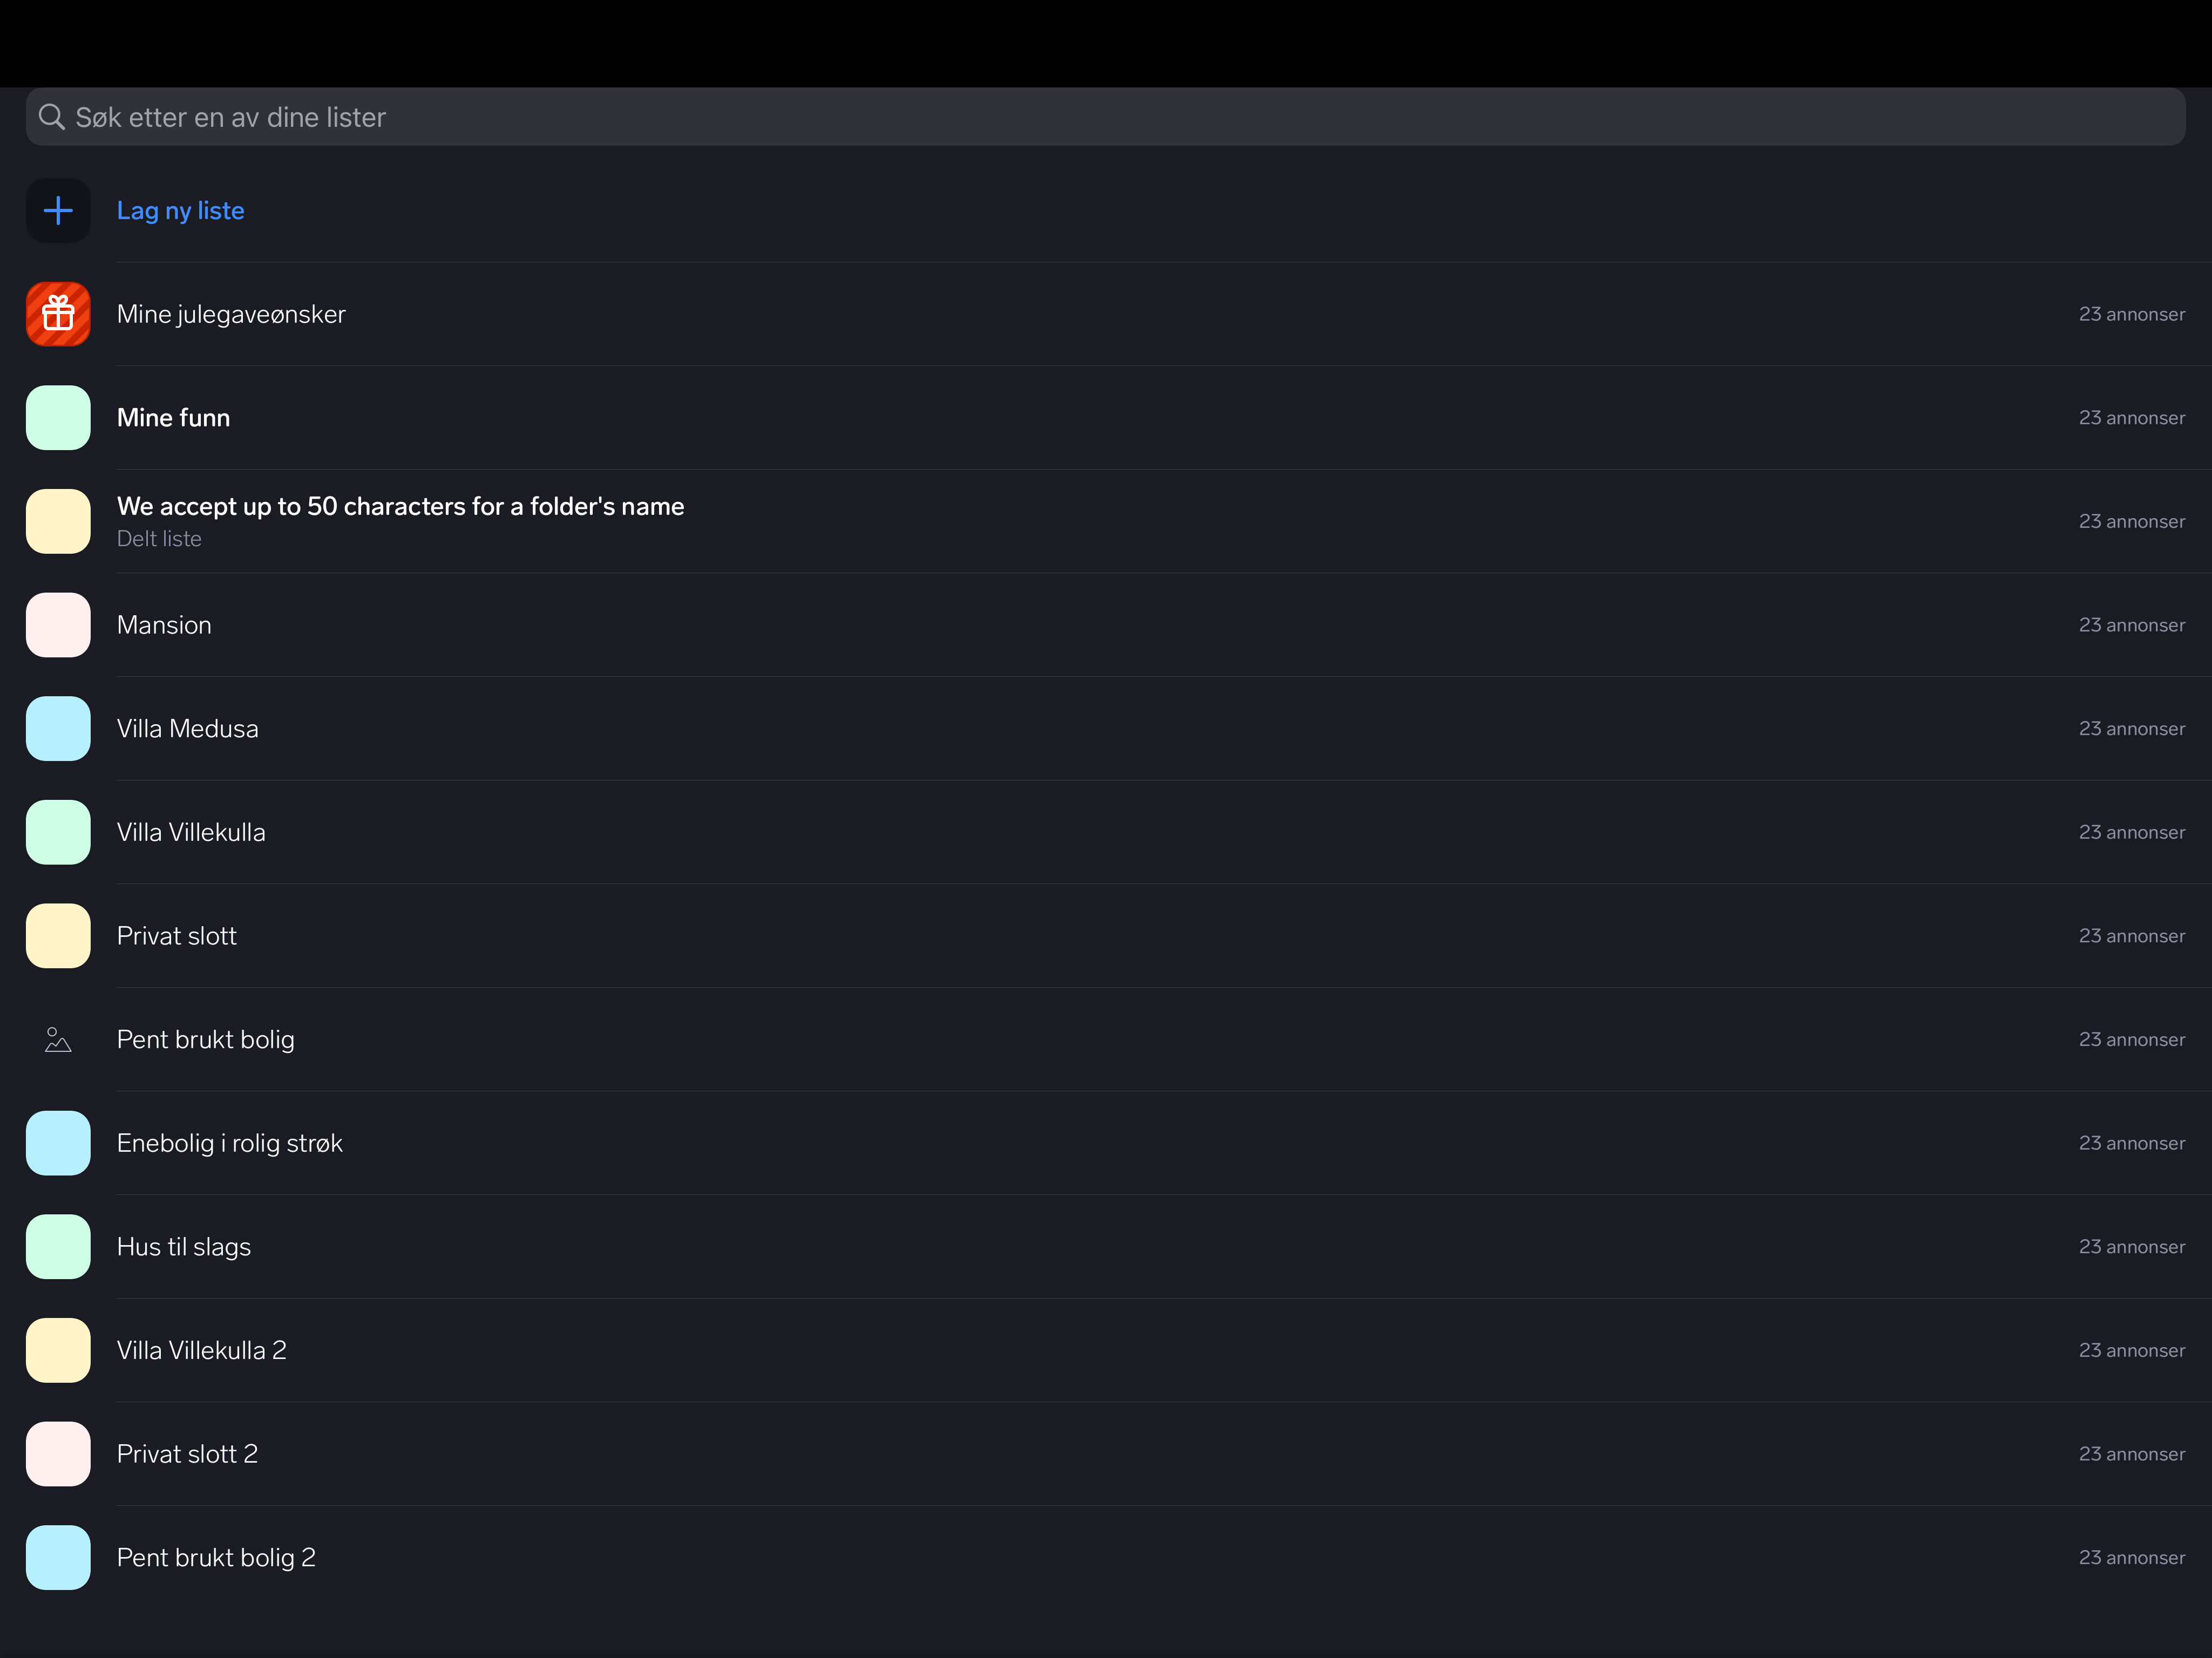 Søk etter en av dine lister
Lag ny liste
Mine julegaveønsker
23 annonser
Mine funn
23 annonser
We accept up to 50 characters for a folder's name
Delt liste
23 annonser
Mansion
23 annonser
Villa Medusa
23 annonser
Villa Villekulla
23 annonser
Privat slott
23 annonser
Pent brukt bolig
23 annonser
Enebolig i rolig strøk
23 annonser
Hus til slags
23 annonser
Villa Villekulla 2
23 annonser
Privat slott 2
23 annonser
Pent brukt bolig 2
23 annonser